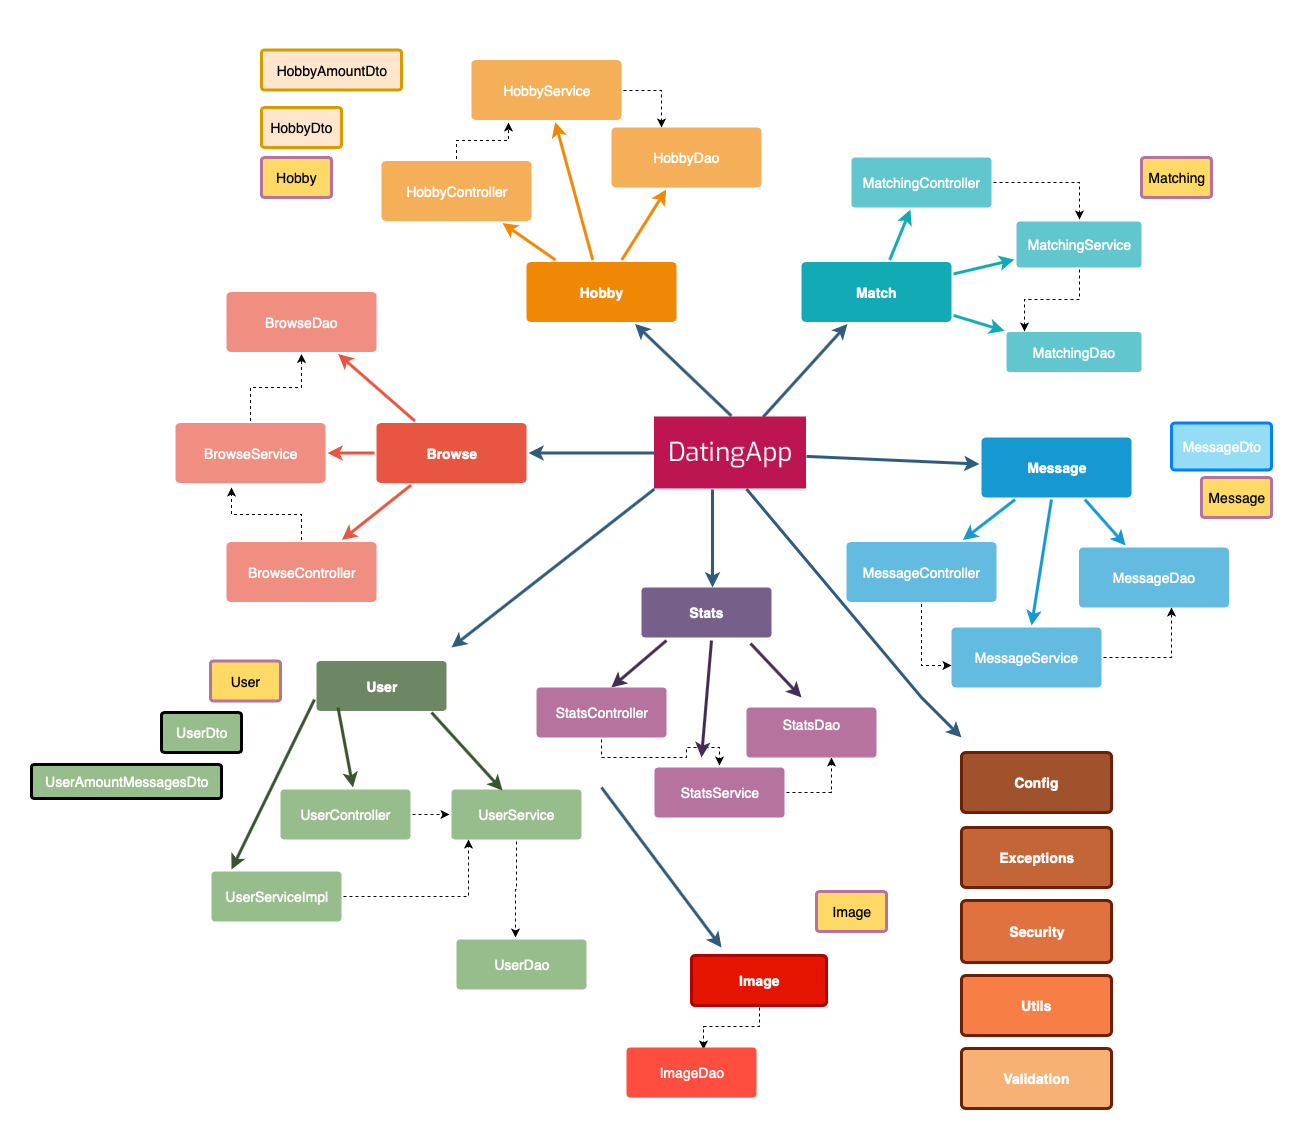 HobbyAmountDto
HobbyDto
Hobby
HobbyService
HobbyDao
HobbyController
Hobby
MatchingController
Matching
MatchingService
Match
MatchingDao
BrowseDao
BrowseService
Browse
BrowseController
DatingApp
Message
MessageDto
Message
MessageController
MessageDao
MessageService
Stats
StatsController
StatsDao
StatsService
User
User
UserDto
UserAmountMessagesDto
UserController
UserService
UserServiceImpl
UserDao
Image
Image
ImageDao
Config
Exceptions
Security
Utils
Validation